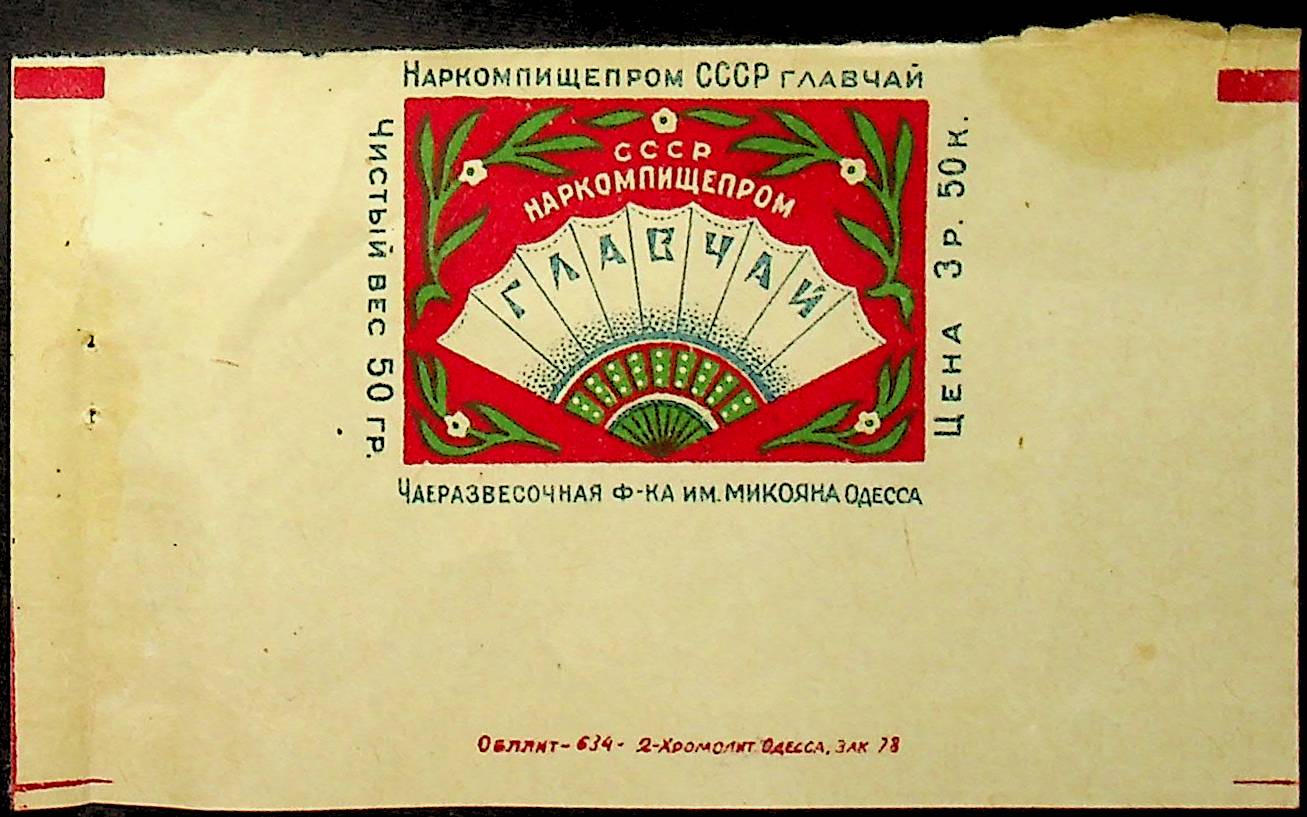 Наркомпищепром СССР главчай
Чистый вес 50 гр.
СССР
НАРКОМПИЩЕПРОМ
ГЛАВЧАЙ
Цена 3р. 50к.
Чаеразвесочная ф-ка им. Микояна Одесса
Обллит-634- 2-Хромолит Одесса, зак 78